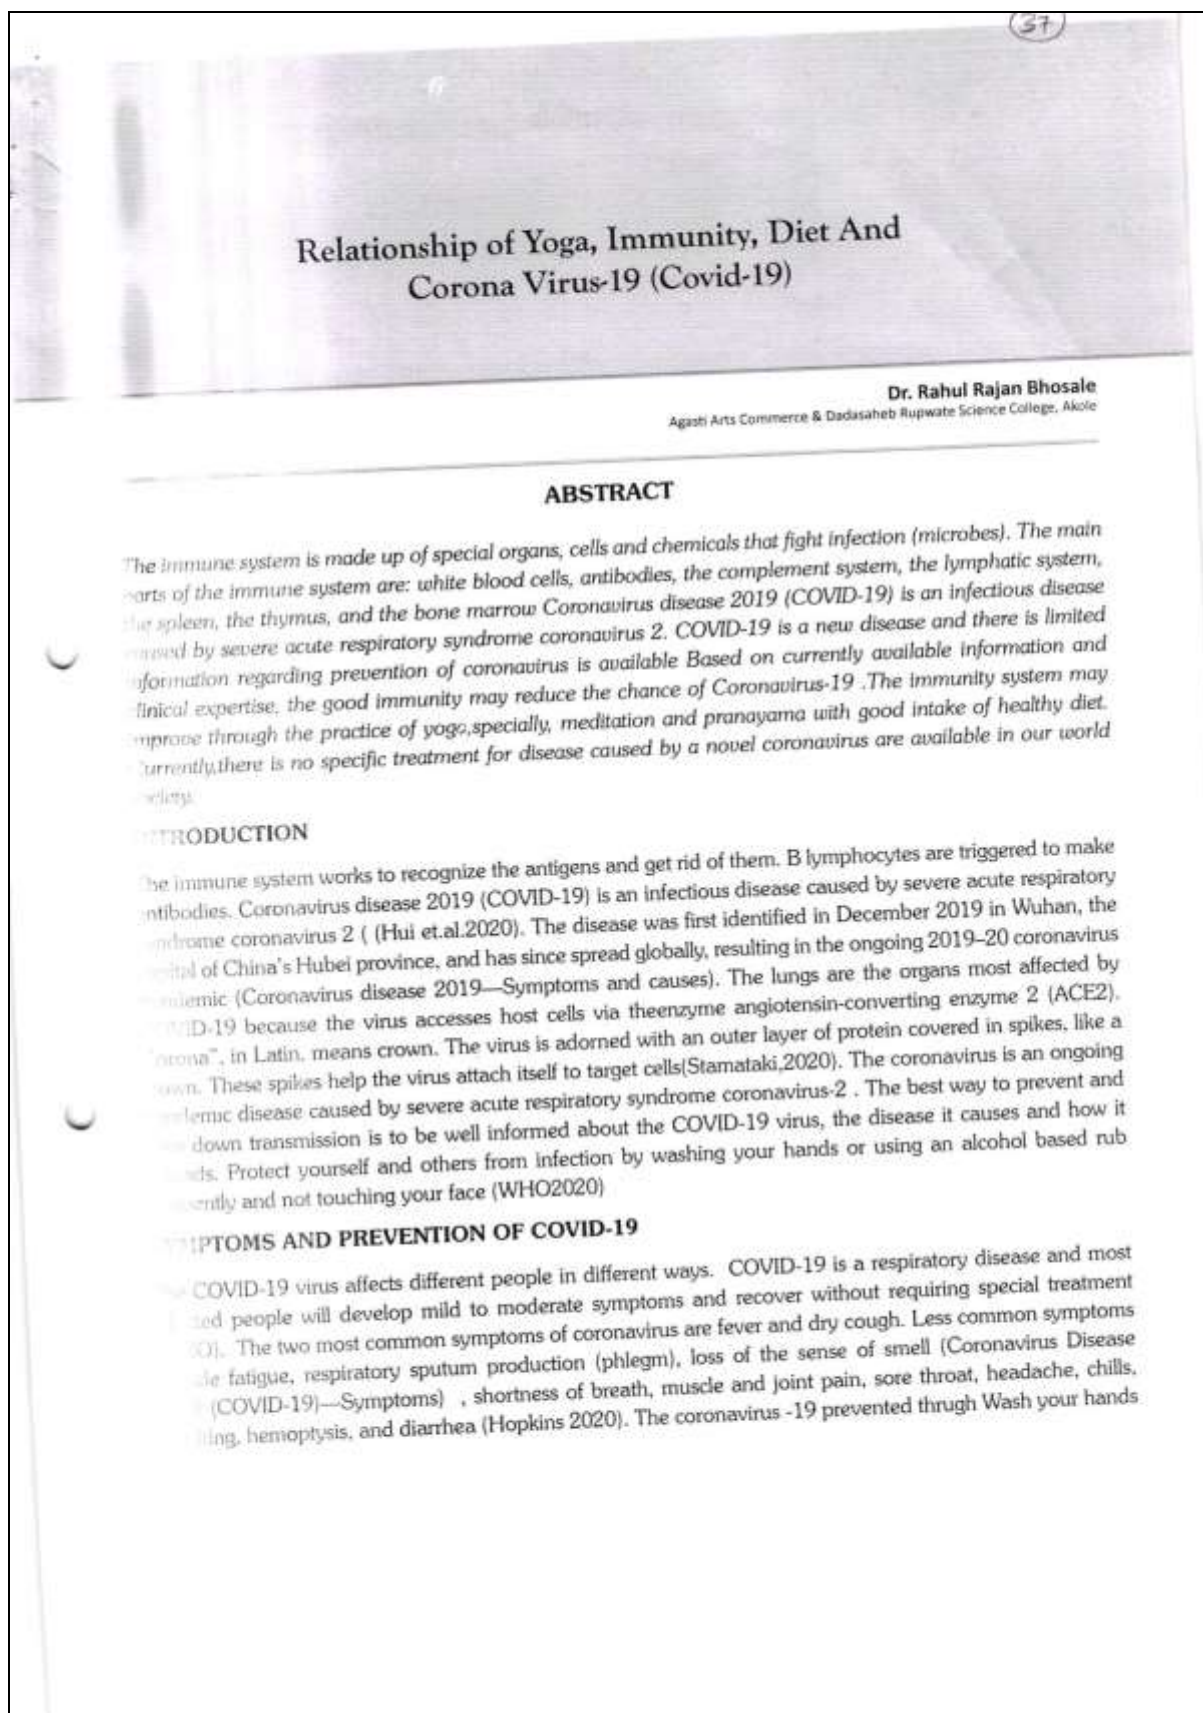 37
Relationship of Yoga, Immunity, Diet And
Corona Virus-19 (Covid-19)
Dr. Rahul Rajan Bhosale
Agasti Arts Commerce & Dadasaheb Rupwate Science College, Akole
ABSTRACT
The immune system is made up of special organs, cells and chemicals that fight infection (microbes). The main
arts of the immune system are: white blood cells, antibodies, the complement system, the lymphatic system,
the spleen, the thymus, and the bone marrow Coronavirus disease 2019 (COVID-19) is an infectious disease
by severe acute respiratory syndrome coronavirus 2. COVID-19 is a new disease and there is limited
nformation regarding prevention of coronavirus is available Based on currently available information and
linical expertise, the good immunity may reduce the chance of Coronavirus-19 .The immunity system may
mprove through the practice of yoga,specially, meditation and pranayama with good intake of healthy diet.
Currently,there is no specific treatment for disease caused by a novel coronavirus are available in our world
ociety.
TRODUCTION
The immune system works to recognize the antigens and get rid of them. B lymphocytes are triggered to make
ntibodies. Coronavirus disease 2019 (COVID-19) is an infectious disease caused by severe acute respiratory
ndrome coronavirus 2 ( (Hui et.al.2020). The disease was first identified in December 2019 in Wuhan, the
ital of China's Hubei province, and has since spread globally, resulting in the ongoing 2019–20 coronavirus
demic (Coronavirus disease 2019—Symptoms and causes). The lungs are the organs most affected by
VID-19 because the virus accesses host cells via theenzyme angiotensin-converting enzyme 2 (ACE2).
orona", in Latin, means crown. The virus is adorned with an outer layer of protein covered in spikes, like a
own. These spikes help the virus attach itself to target cells(Stamataki,2020). The coronavirus is an ongoing
demic disease caused by severe acute respiratory syndrome coronavirus-2 . The best way to prevent and
down transmission is to be well informed about the COVID-19 virus, the disease it causes and how it
ds. Protect yourself and others from infection by washing your hands or using an alcohol based rub
ently and not touching your face (WHO2020)
PTOMS AND PREVENTION OF COVID-19
COVID-19 virus affects different people in different ways. COVID-19 is a respiratory disease and most
ted people will develop mild to moderate symptoms and recover without requiring special treatment
O). The two most common symptoms of coronavirus are fever and dry cough. Less common symptoms
de fatigue, respiratory sputum production (phlegm), loss of the sense of smell (Coronavirus Disease
(COVID-19)—Symptoms) , shortness of breath, muscle and joint pain, sore throat, headache, chills,
iting, hemoptysis, and diarrhea (Hopkins 2020). The coronavirus -19 prevented thrugh Wash your hands